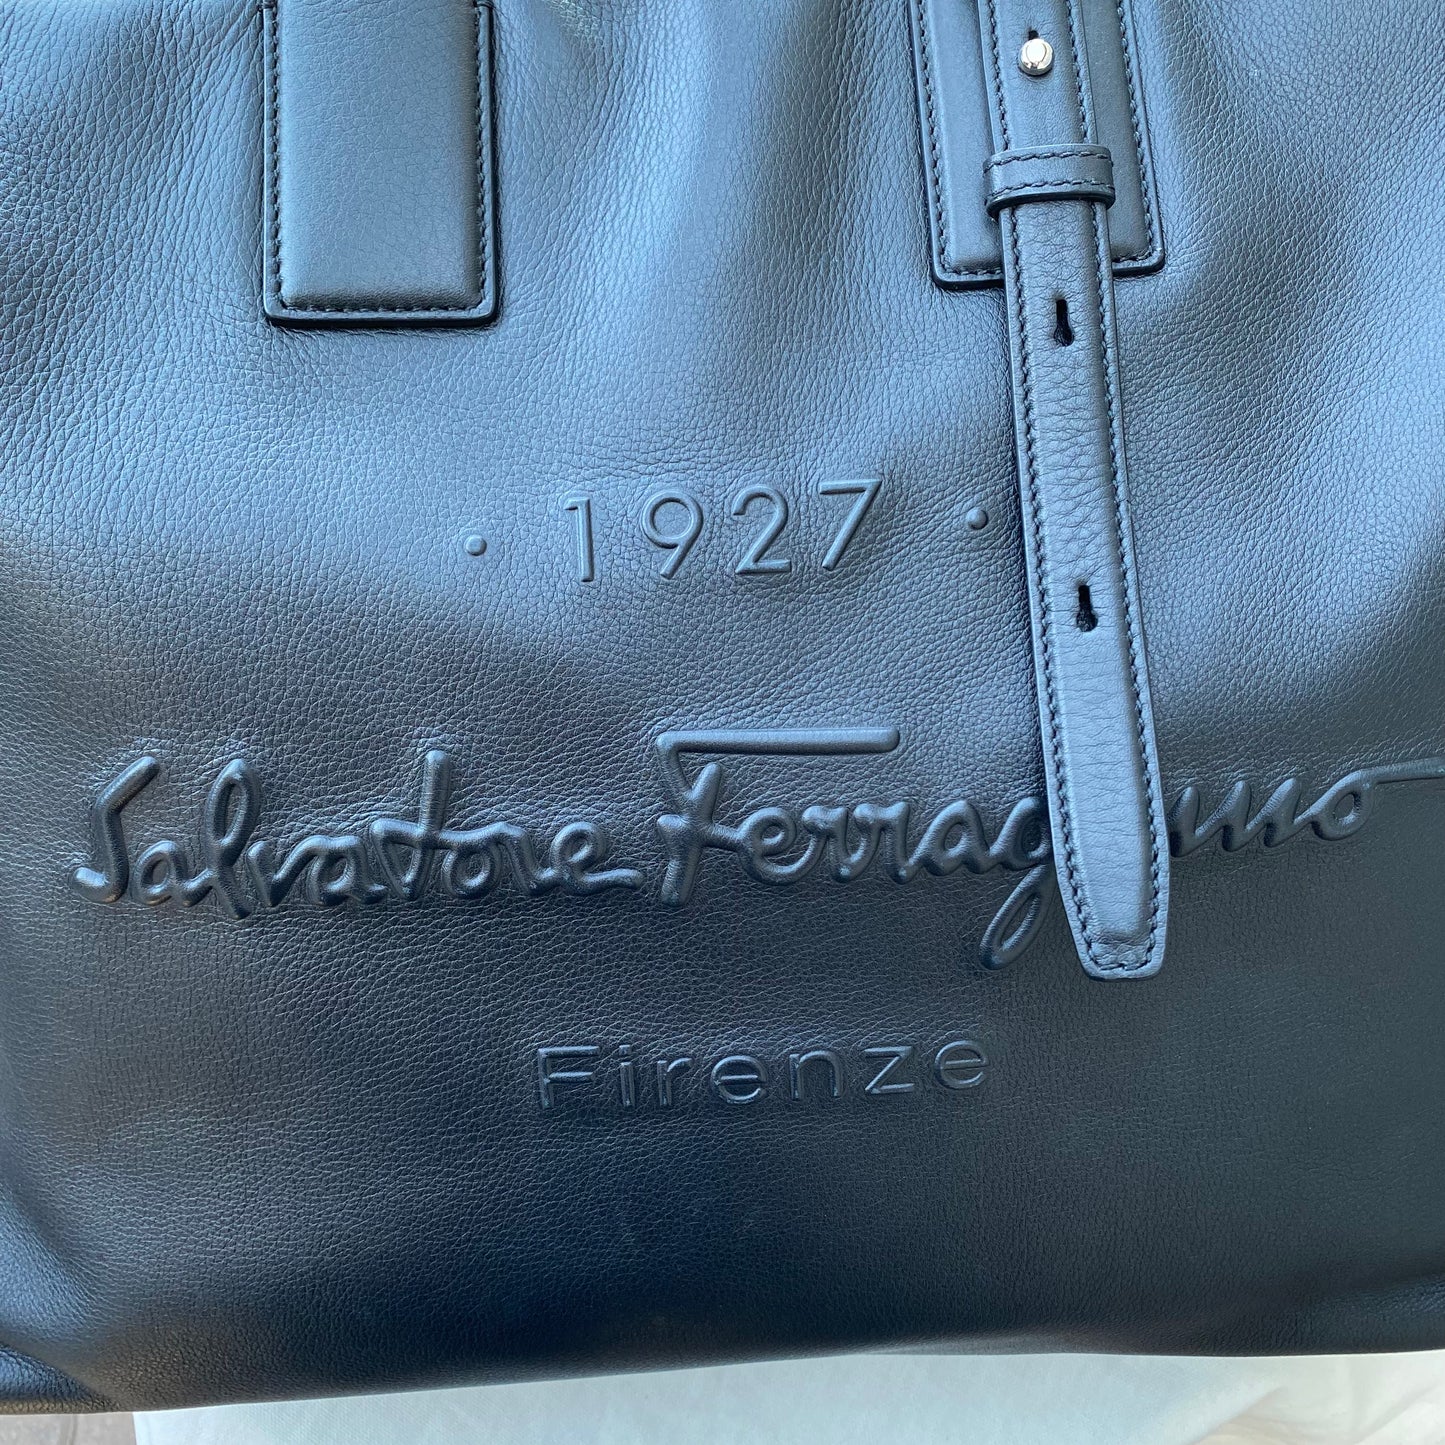 · 1927 ·
Salvatore Ferragamo
Firenze